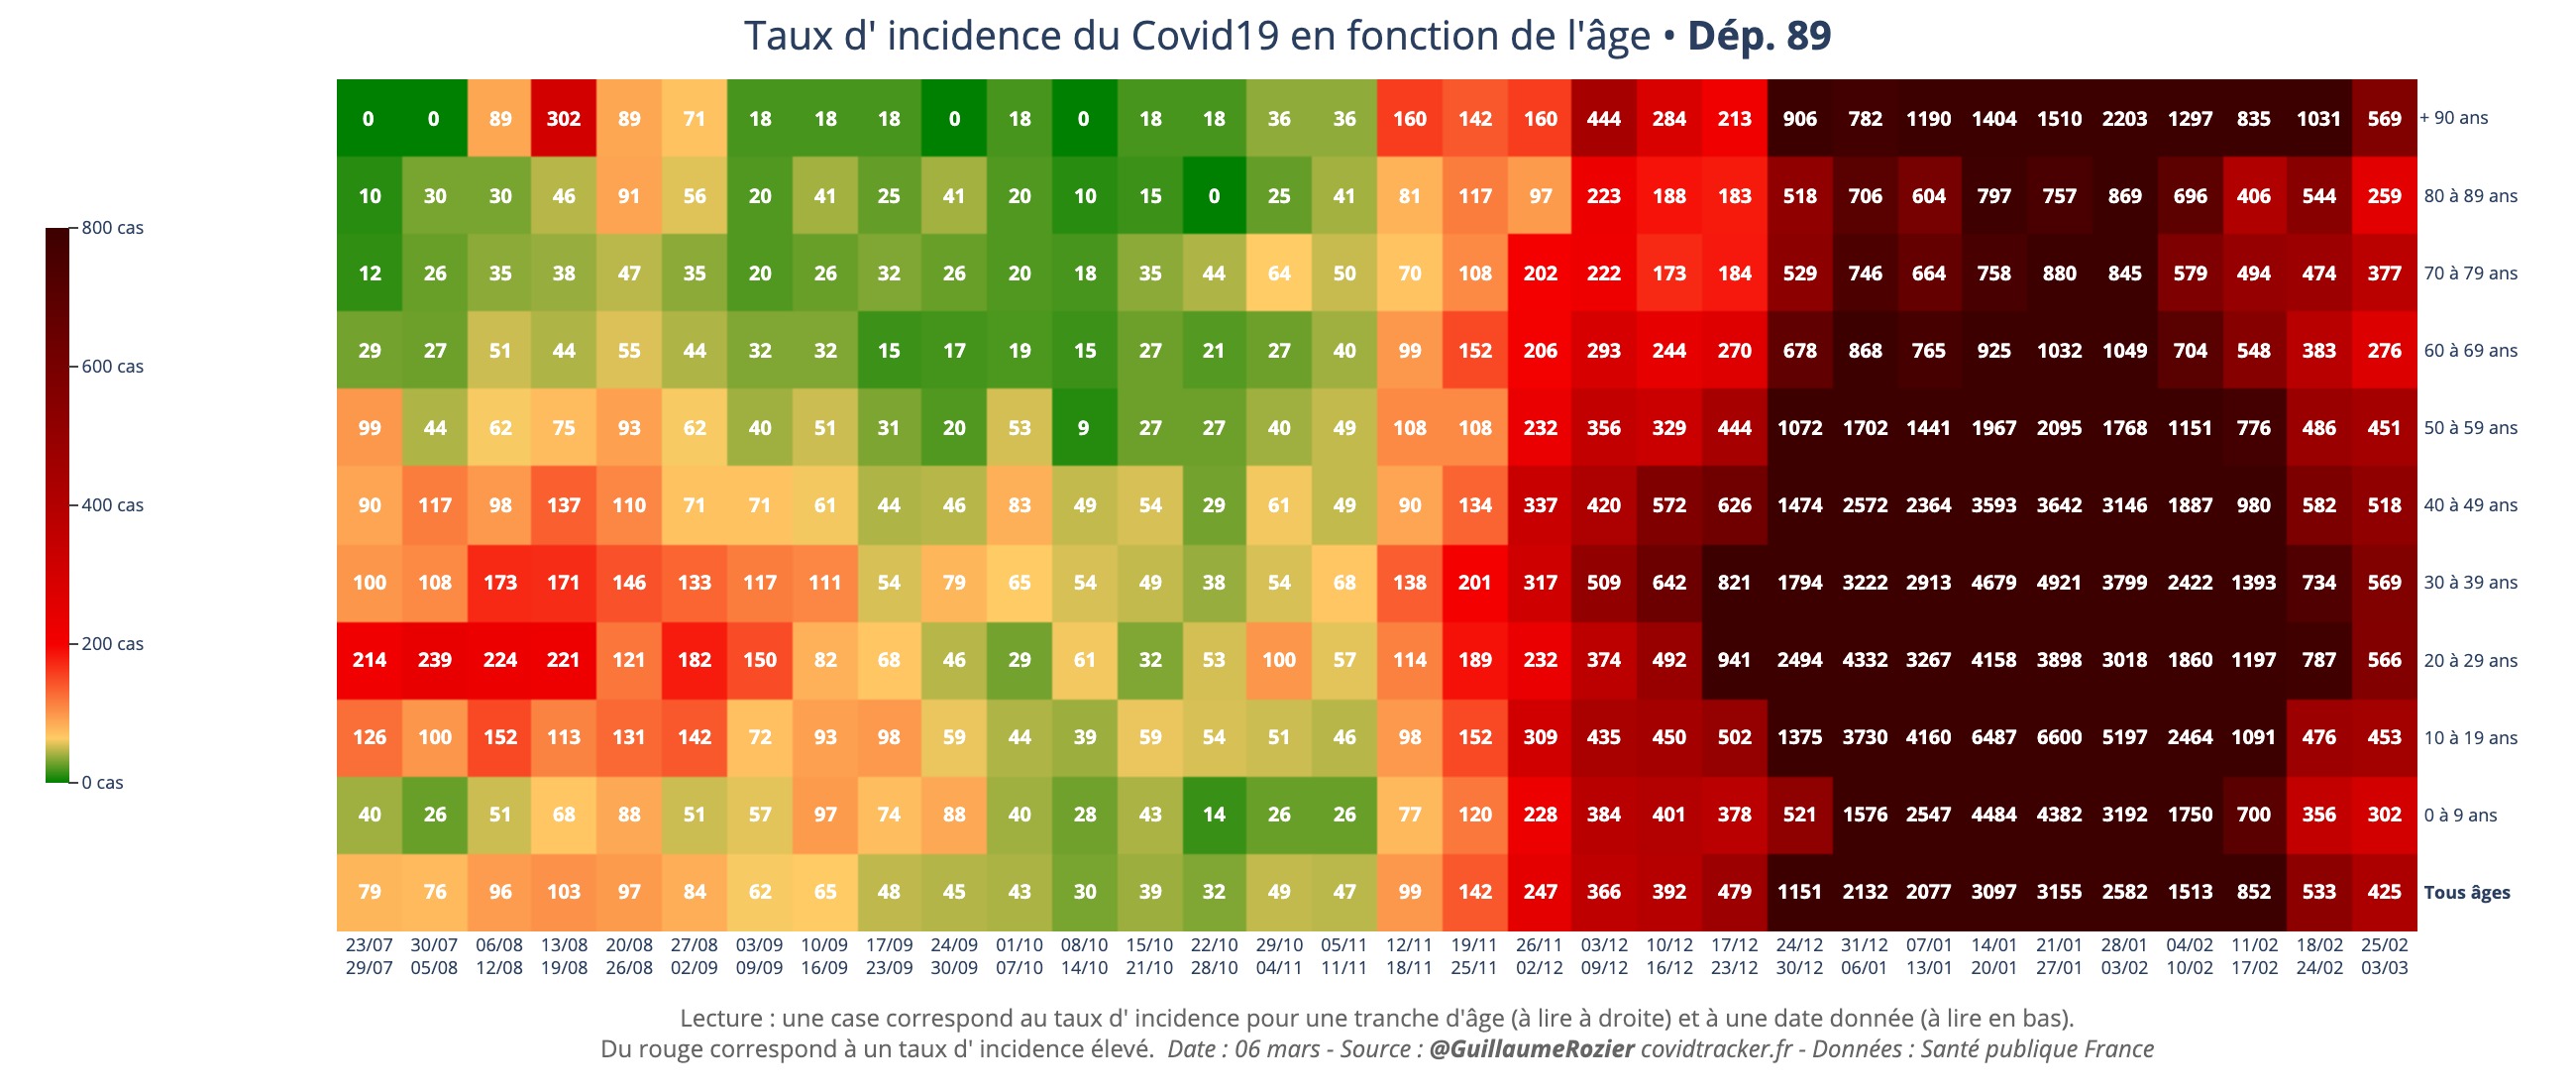 Taux d' incidence du Covid19 en fonction de l'âge • Dép. 89
800 cas
600 cas
400 cas
200 cas
0 cas
0 0 89 302 89 71 18 18 18 0 18 0 18 18 36 36 160 142 160 444 284 213 906 782 1190 1404 1510 2203 1297 835 1031 569 + 90 ans
10 30 30 46 91 56 20 41 25 41 20 10 15 0 25 41 81 117 97 223 188 183 518 706 604 797 757 869 696 406 544 259 80 à 89 ans
12 26 35 38 47 35 20 26 32 26 20 18 35 44 64 50 70 108 202 222 173 184 529 746 664 758 880 845 579 494 474 377 70 à 79 ans
29 27 51 44 55 44 32 32 15 17 19 15 27 21 27 40 99 152 206 293 244 270 678 868 765 925 1032 1049 704 548 383 276 60 à 69 ans
99 44 62 75 93 62 40 51 31 20 53 9 27 27 40 49 108 108 232 356 329 444 1072 1702 1441 1967 2095 1768 1151 776 486 451 50 à 59 ans
90 117 98 137 110 71 71 61 44 46 83 49 54 29 61 49 90 134 337 420 572 626 1474 2572 2364 3593 3642 3146 1887 980 582 518 40 à 49 ans
100 108 173 171 146 133 117 111 54 79 65 54 49 38 54 68 138 201 317 509 642 821 1794 3222 2913 4679 4921 3799 2422 1393 734 569 30 à 39 ans
214 239 224 221 121 182 150 82 68 46 29 61 32 53 100 57 114 189 232 374 492 941 2494 4332 3267 4158 3898 3018 1860 1197 787 566 20 à 29 ans
126 100 152 113 131 142 72 93 98 59 44 39 59 54 51 46 98 152 309 435 450 502 1375 3730 4160 6487 6600 5197 2464 1091 476 453 10 à 19 ans
40 26 51 68 88 51 57 97 74 88 40 28 43 14 26 26 77 120 228 384 401 378 521 1576 2547 4484 4382 3192 1750 700 356 302 0 à 9 ans
79 76 96 103 97 84 62 65 48 45 43 30 39 32 49 47 99 142 247 366 392 479 1151 2132 2077 3097 3155 2582 1513 852 533 425 Tous âges
23/07 30/07 06/08 13/08 20/08 27/08 03/09 10/09 17/09 24/09 01/10 08/10 15/10 22/10 29/10 05/11 12/11 19/11 26/11 03/12 10/12 17/12 24/12 31/12 07/01 14/01 21/01 28/01 04/02 11/02 18/02 25/02
29/07 05/08 12/08 19/08 26/08 02/09 09/09 16/09 23/09 30/09 07/10 14/10 21/10 28/10 04/11 11/11 18/11 25/11 02/12 09/12 16/12 23/12 30/12 06/01 13/01 20/01 27/01 03/02 10/02 17/02 24/02 03/03
Lecture : une case correspond au taux d' incidence pour une tranche d'âge (à lire à droite) et à une date donnée (à lire en bas).
Du rouge correspond à un taux d' incidence élevé. Date : 06 mars - Source : @GuillaumeRozier covidtracker.fr - Données : Santé publique France